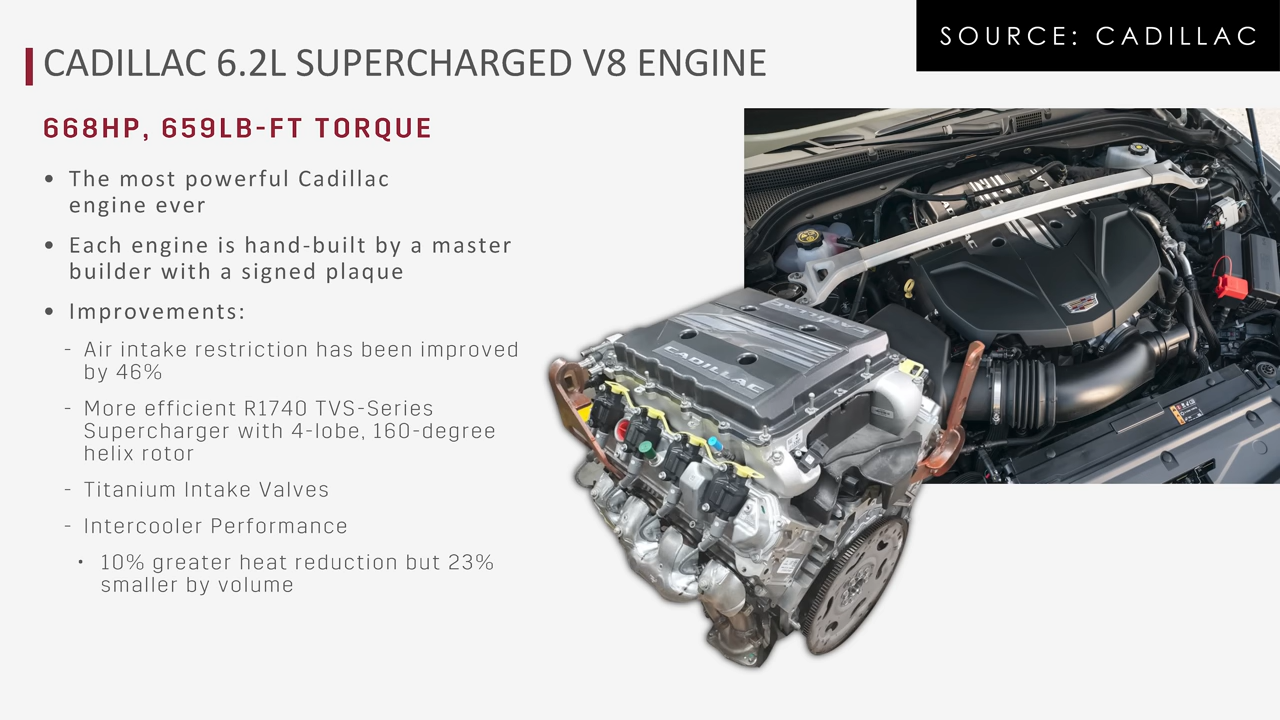 SOURCE: CADILLAC
CADILLAC 6.2L SUPERCHARGED V8 ENGINE
668HP, 659LB-FT TORQUE
• The most powerful Cadillac
engine ever
• Each engine is hand-built by a master
builder with a signed plaque
• Improvements:
- Air intake restriction has been improved
by 46%
- More efficient R1740 TVS-Series
Supercharger with 4-lobe, 160-degree
helix rotor
- Titanium Intake Valves
- Intercooler Performance
• 10% greater heat reduction but 23%
smaller by volume
CADILLAC
CADILLAC